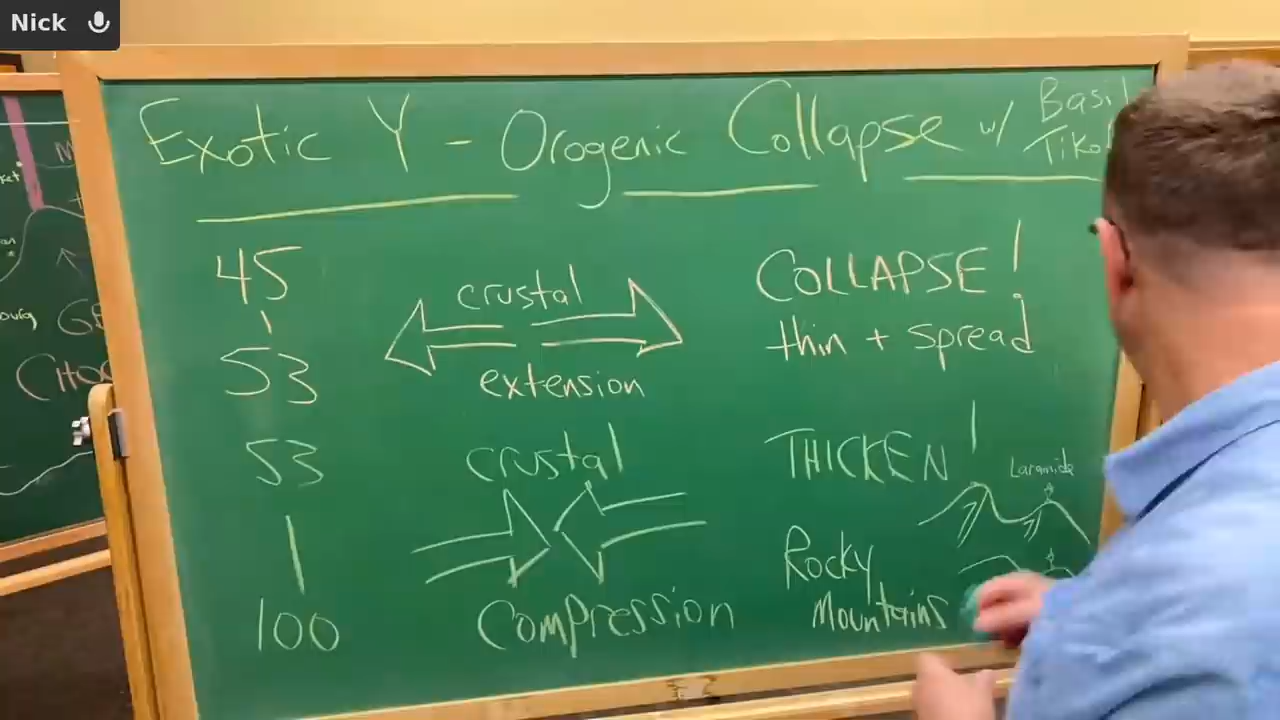 Nick
Exotic Y - Orogenic Collapse w/ Basil
45
53
crustal
extension
COLLAPSE!
thin + spread!
53
100
crustal
compression
THICKEN!
Laramide
Rocky
Mountains